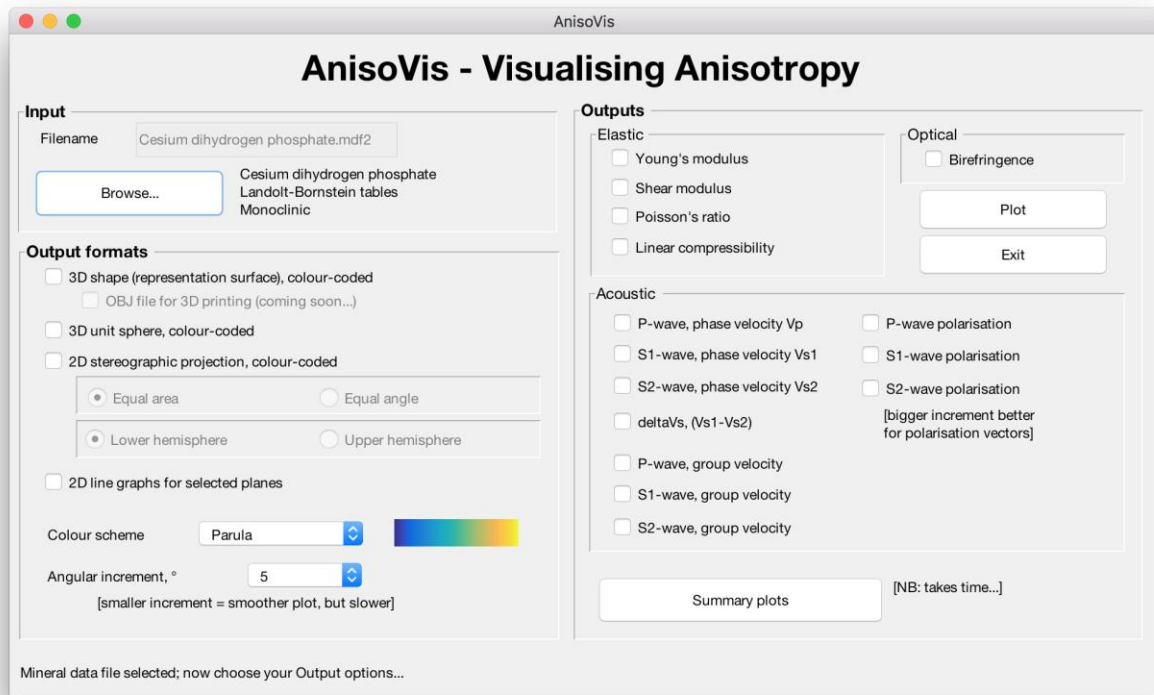 AnisoVis
AnisoVis - Visualising Anisotropy
Input
Filename
Cesium dihydrogen phosphate.mdf2
Browse...
Cesium dihydrogen phosphate
Landolt-Bornstein tables
Monoclinic
Output formats
3D shape (representation surface), colour-coded
OBJ file for 3D printing (coming soon...)
3D unit sphere, colour-coded
2D stereographic projection, colour-coded
Equal area
Equal angle
Lower hemisphere
Upper hemisphere
2D line graphs for selected planes
Colour scheme
Parula
Angular increment, °
5
[smaller increment = smoother plot, but slower]
Outputs
Elastic
Young's modulus
Shear modulus
Poisson's ratio
Linear compressibility
Optical
Birefringence
Plot
Exit
Acoustic
P-wave, phase velocity Vp
S1-wave, phase velocity Vs1
S2-wave, phase velocity Vs2
deltaVs, (Vs1-Vs2)
P-wave, group velocity
S1-wave, group velocity
S2-wave, group velocity
P-wave polarisation
S1-wave polarisation
S2-wave polarisation
[bigger increment better
for polarisation vectors]
Summary plots
[NB: takes time...]
Mineral data file selected; now choose your Output options...